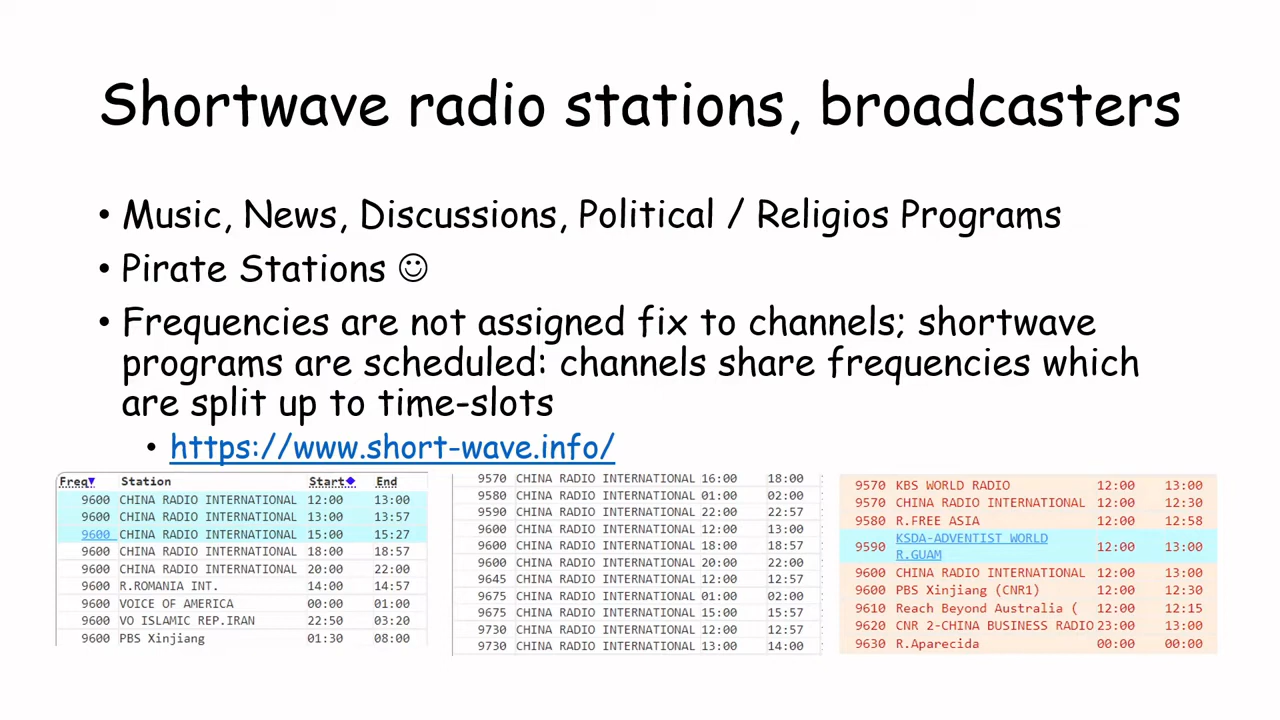 Shortwave radio stations, broadcasters
• Music, News, Discussions, Political / Religios Programs
• Pirate Stations ☺
• Frequencies are not assigned fix to channels; shortwave
programs are scheduled: channels share frequencies which
are split up to time-slots
• https://www.short-wave.info/
Freq▼ Station Start◆ End
9600 CHINA RADIO INTERNATIONAL 12:00 13:00
9600 CHINA RADIO INTERNATIONAL 13:00 13:57
9600 CHINA RADIO INTERNATIONAL 15:00 15:27
9600 CHINA RADIO INTERNATIONAL 18:00 18:57
9600 CHINA RADIO INTERNATIONAL 20:00 22:00
9600 R.ROMANIA INT. 14:00 14:57
9600 VOICE OF AMERICA 00:00 01:00
9600 VO ISLAMIC REP.IRAN 22:50 03:20
9600 PBS Xinjiang 01:30 08:00
9570 CHINA RADIO INTERNATIONAL 16:00 18:00
9580 CHINA RADIO INTERNATIONAL 01:00 02:00
9590 CHINA RADIO INTERNATIONAL 22:00 22:57
9600 CHINA RADIO INTERNATIONAL 12:00 13:00
9600 CHINA RADIO INTERNATIONAL 18:00 18:57
9600 CHINA RADIO INTERNATIONAL 20:00 22:00
9645 CHINA RADIO INTERNATIONAL 12:00 12:57
9675 CHINA RADIO INTERNATIONAL 01:00 02:00
9675 CHINA RADIO INTERNATIONAL 15:00 15:57
9730 CHINA RADIO INTERNATIONAL 12:00 12:57
9730 CHINA RADIO INTERNATIONAL 13:00 14:00
9570 KBS WORLD RADIO 12:00 13:00
9570 CHINA RADIO INTERNATIONAL 12:00 12:30
9580 R.FREE ASIA 12:00 12:58
9590 KSDA-ADVENTIST WORLD 12:00 13:00
R.GUAM
9600 CHINA RADIO INTERNATIONAL 12:00 13:00
9600 PBS Xinjiang (CNR1) 12:00 12:30
9610 Reach Beyond Australia ( 12:00 12:15
9620 CNR 2-CHINA BUSINESS RADIO 23:00 13:00
9630 R.Aparecida 00:00 00:00